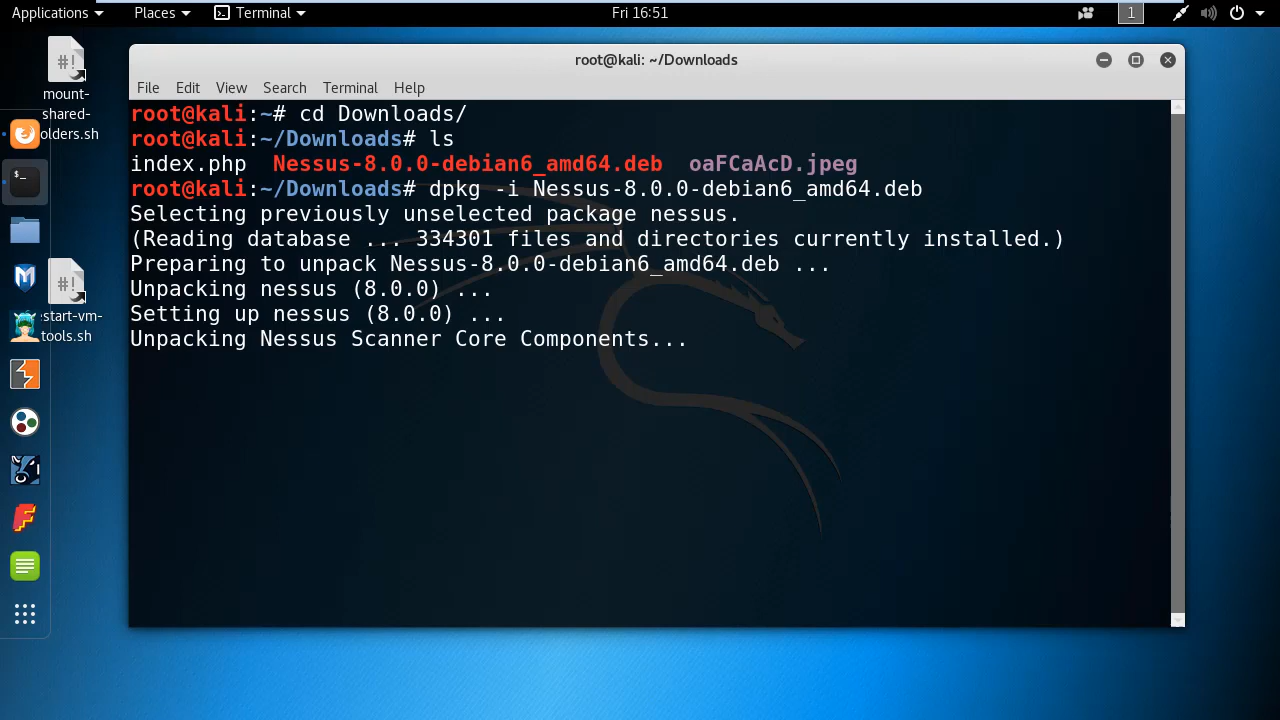 Applications Places Terminal Fri 16:51 1
mount-
shared-
olders.sh
start-vm-
tools.sh
root@kali: ~/Downloads
File Edit View Search Terminal Help
root@kali:~# cd Downloads/
root@kali:~/Downloads# ls
index.php Nessus-8.0.0-debian6_amd64.deb oaFCaAcD.jpeg
root@kali:~/Downloads# dpkg -i Nessus-8.0.0-debian6_amd64.deb
Selecting previously unselected package nessus.
(Reading database ... 334301 files and directories currently installed.)
Preparing to unpack Nessus-8.0.0-debian6_amd64.deb ...
Unpacking nessus (8.0.0) ...
Setting up nessus (8.0.0) ...
Unpacking Nessus Scanner Core Components...